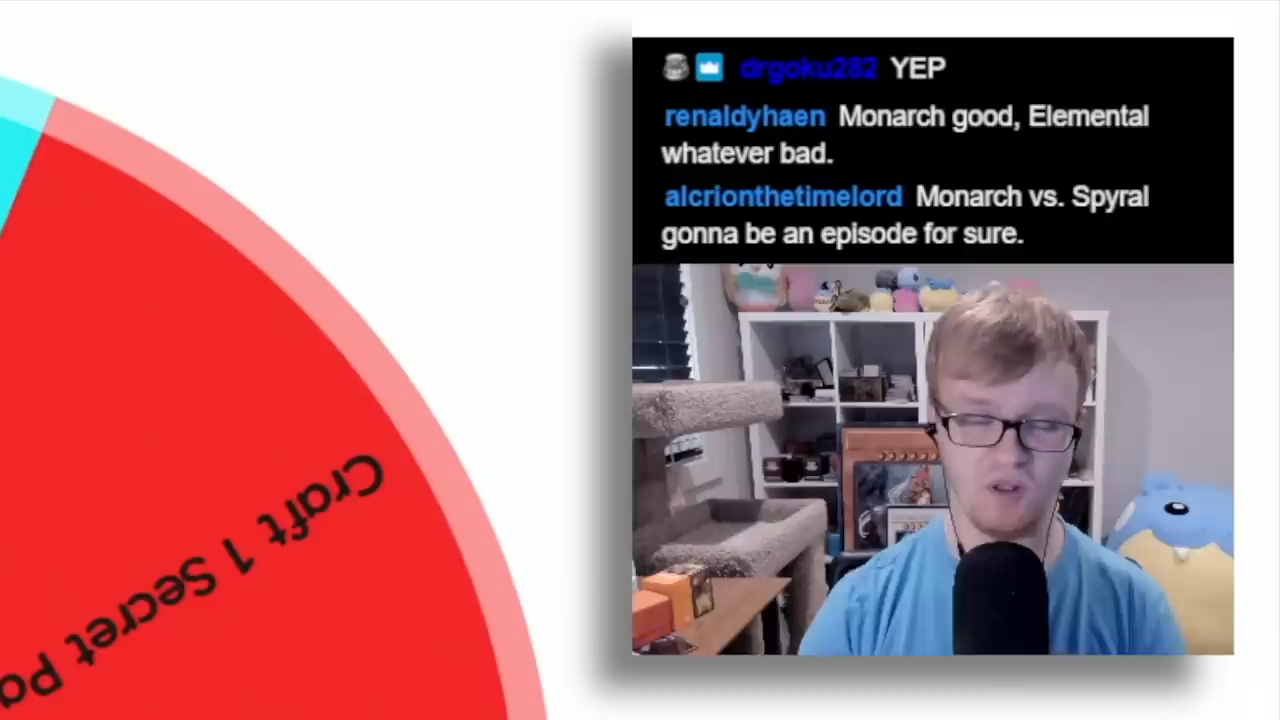 drgoku282 YEP
renaldyhaen Monarch good, Elemental
whatever bad.
alcrionthetimelord Monarch vs. Spyral
gonna be an episode for sure.
Craft 1 Secret